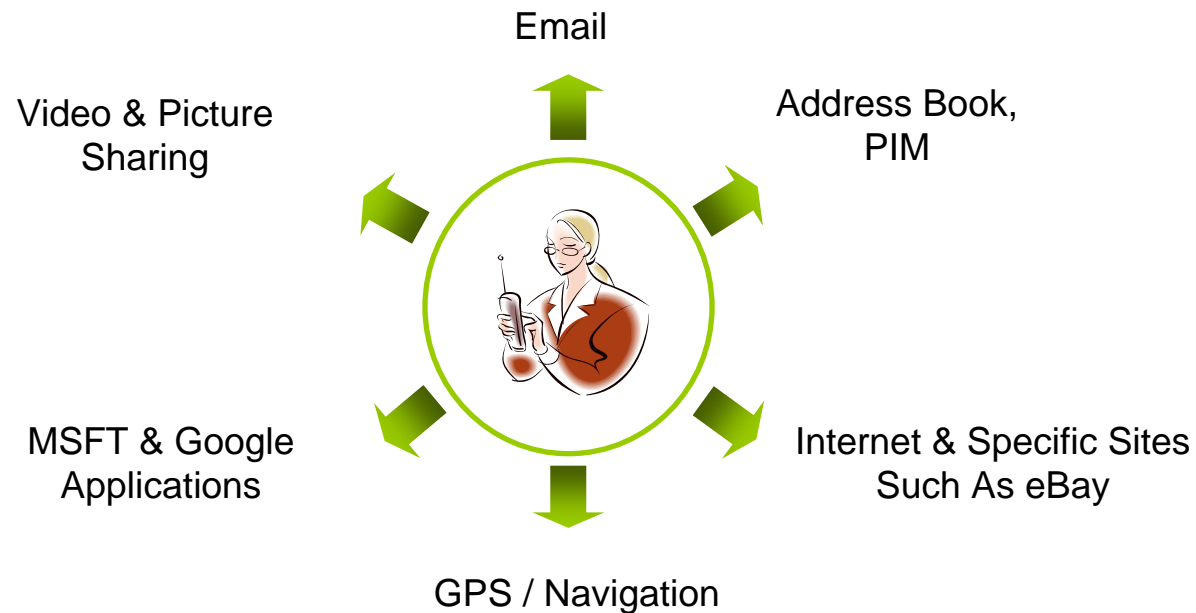 Email
Video & Picture
Sharing
Address Book,
PIM
MSFT & Google
Applications
Internet & Specific Sites
Such As eBay
GPS / Navigation